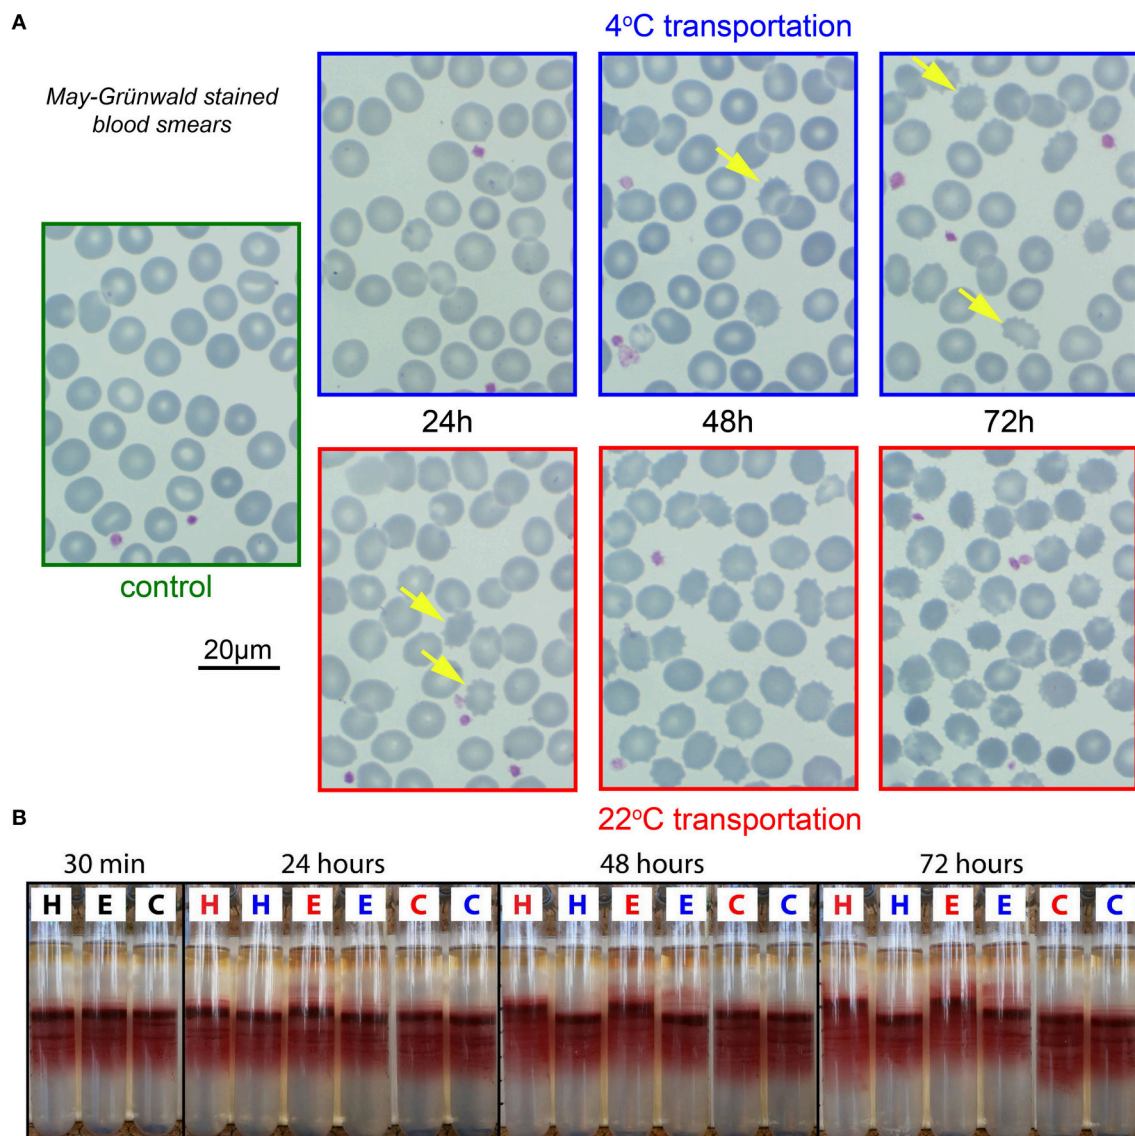 A
4°C transportation
May-Grünwald stained
blood smears
24h
48h
72h
control
20µm
22°C transportation
B
30 min
24 hours
48 hours
72 hours
H E C H H E E C C H H E E C C H H E E C C